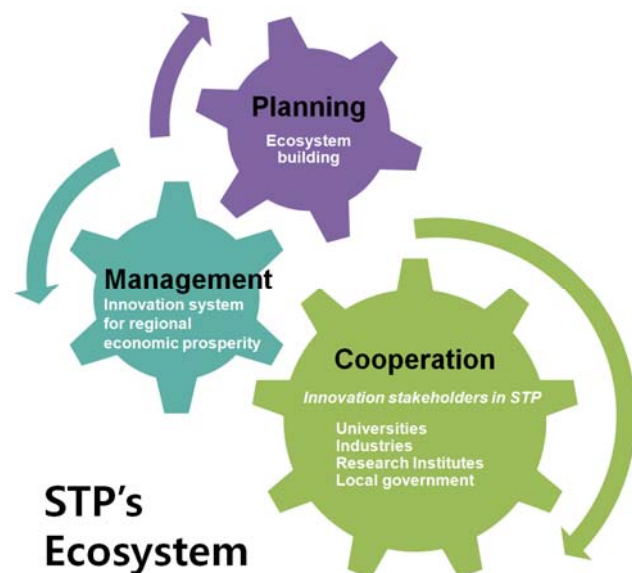 Planning
Ecosystem
building
Management
Innovation system
for regional
economic prosperity
Cooperation
Innovation stakeholders in STP
Universities
Industries
Research Institutes
Local government
STP's
Ecosystem